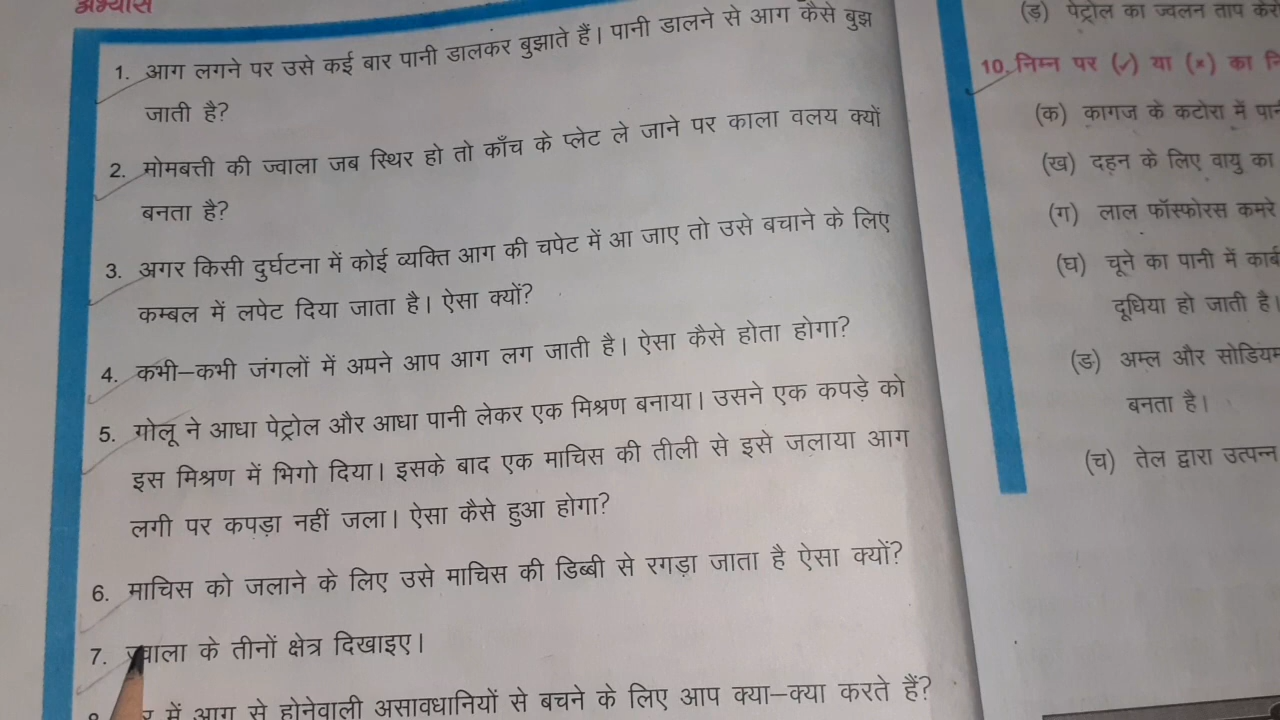 अभ्यास
1. आग लगने पर उसे कई बार पानी डालकर बुझाते हैं। पानी डालने से आग कैसे बुझ
जाती है?
2. मोमबत्ती की ज्वाला जब स्थिर हो तो काँच के प्लेट ले जाने पर काला वलय क्यों
बनता है?
3. अगर किसी दुर्घटना में कोई व्यक्ति आग की चपेट में आ जाए तो उसे बचाने के लिए
कम्बल में लपेट दिया जाता है। ऐसा क्यों?
4. कभी–कभी जंगलों में अपने आप आग लग जाती है। ऐसा कैसे होता होगा?
5. गोलू ने आधा पेट्रोल और आधा पानी लेकर एक मिश्रण बनाया। उसने एक कपड़े को
इस मिश्रण में भिगो दिया। इसके बाद एक माचिस की तीली से इसे जलाया आग
लगी पर कपड़ा नहीं जला। ऐसा कैसे हुआ होगा?
6. माचिस को जलाने के लिए उसे माचिस की डिब्बी से रगड़ा जाता है ऐसा क्यों?
7. ज्वाला के तीनों क्षेत्र दिखाइए।
में आग से होनेवाली असावधानियों से बचने के लिए आप क्या–क्या करते हैं?
(ड़) पेट्रोल का ज्वलन ताप
10. निम्न पर (✓) या (×) का
(क) कागज के कटोरा में
(ख) दहन के लिए वायु का
(ग) लाल फॉस्फोरस कमरे
(घ) चूने का पानी में
दूधिया हो जाती है।
(ङ) अम्ल और
बनता है।
(च) तेल द्वारा उत्पन्न